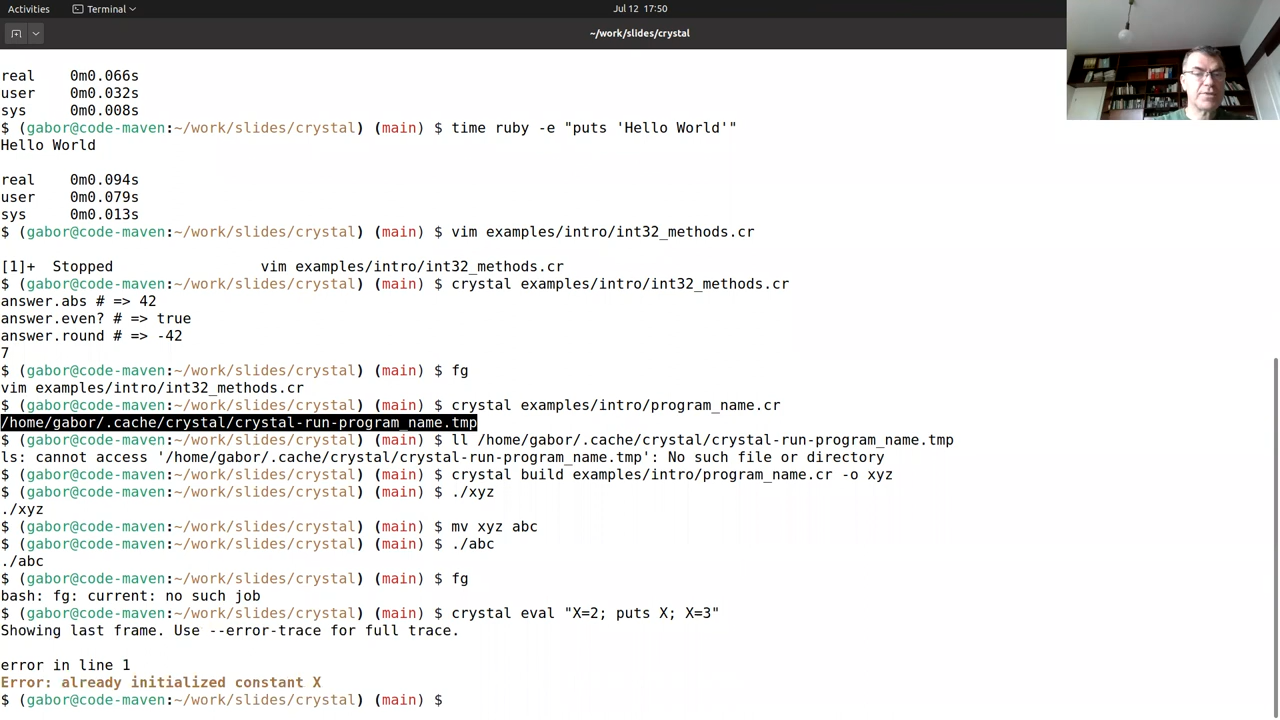 Activities
Terminal
Jul 12 17:50
~/work/slides/crystal
real 0m0.066s
user 0m0.032s
sys 0m0.008s
$ (gabor@code-maven:~/work/slides/crystal) (main) $ time ruby -e "puts 'Hello World'"
Hello World
real 0m0.094s
user 0m0.079s
sys 0m0.013s
$ (gabor@code-maven:~/work/slides/crystal) (main) $ vim examples/intro/int32_methods.cr
[1]+ Stopped vim examples/intro/int32_methods.cr
$ (gabor@code-maven:~/work/slides/crystal) (main) $ crystal examples/intro/int32_methods.cr
answer.abs # => 42
answer.even? # => true
answer.round # => -42
7
$ (gabor@code-maven:~/work/slides/crystal) (main) $ fg
vim examples/intro/int32_methods.cr
$ (gabor@code-maven:~/work/slides/crystal) (main) $ crystal examples/intro/program_name.cr
/home/gabor/.cache/crystal/crystal-run-program_name.tmp
$ (gabor@code-maven:~/work/slides/crystal) (main) $ ll /home/gabor/.cache/crystal/crystal-run-program_name.tmp
ls: cannot access '/home/gabor/.cache/crystal/crystal-run-program_name.tmp': No such file or directory
$ (gabor@code-maven:~/work/slides/crystal) (main) $ crystal build examples/intro/program_name.cr -o xyz
$ (gabor@code-maven:~/work/slides/crystal) (main) $ ./xyz
./xyz
$ (gabor@code-maven:~/work/slides/crystal) (main) $ mv xyz abc
$ (gabor@code-maven:~/work/slides/crystal) (main) $ ./abc
./abc
$ (gabor@code-maven:~/work/slides/crystal) (main) $ fg
bash: fg: current: no such job
$ (gabor@code-maven:~/work/slides/crystal) (main) $ crystal eval "X=2; puts X; X=3"
Showing last frame. Use --error-trace for full trace.
error in line 1
Error: already initialized constant X
$ (gabor@code-maven:~/work/slides/crystal) (main) $